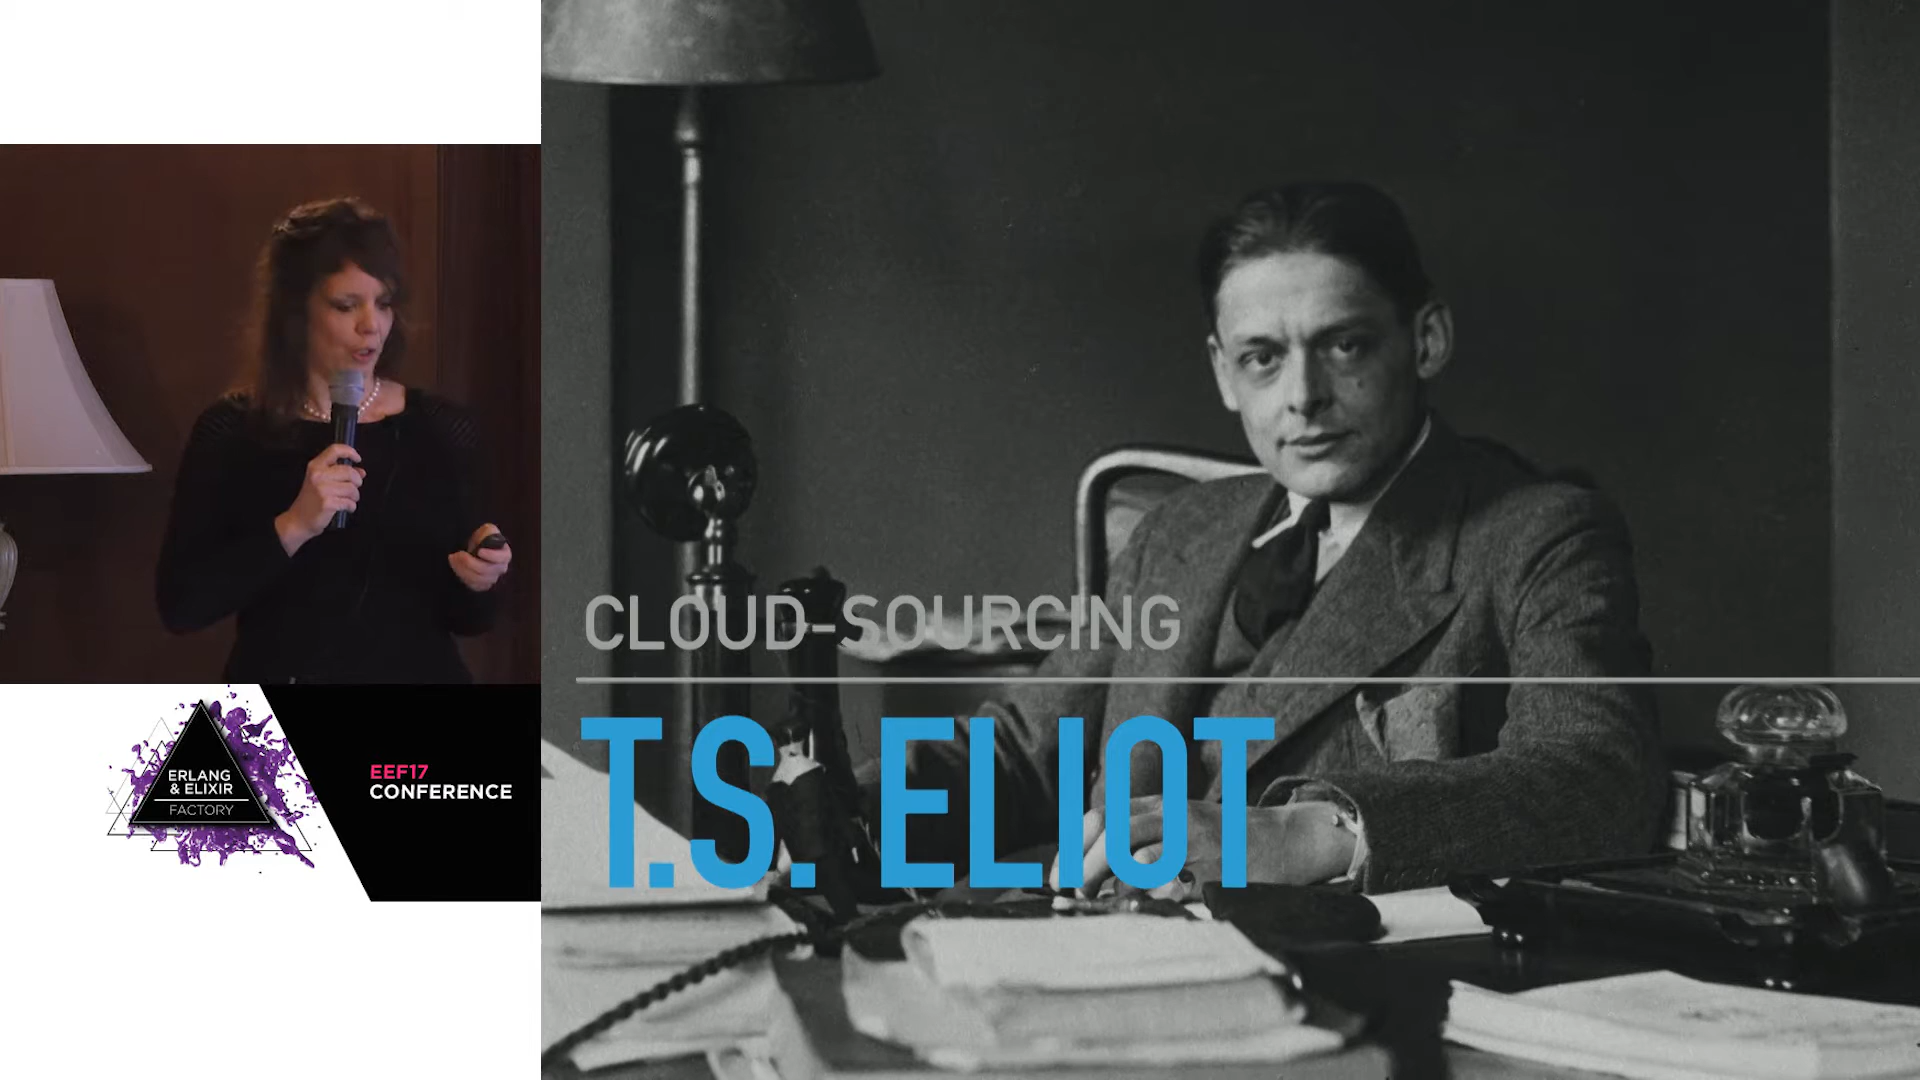 ERLANG
& ELIXIR
FACTORY
EEF17
CONFERENCE
CLOUD-SOURCING
T.S. ELIOT